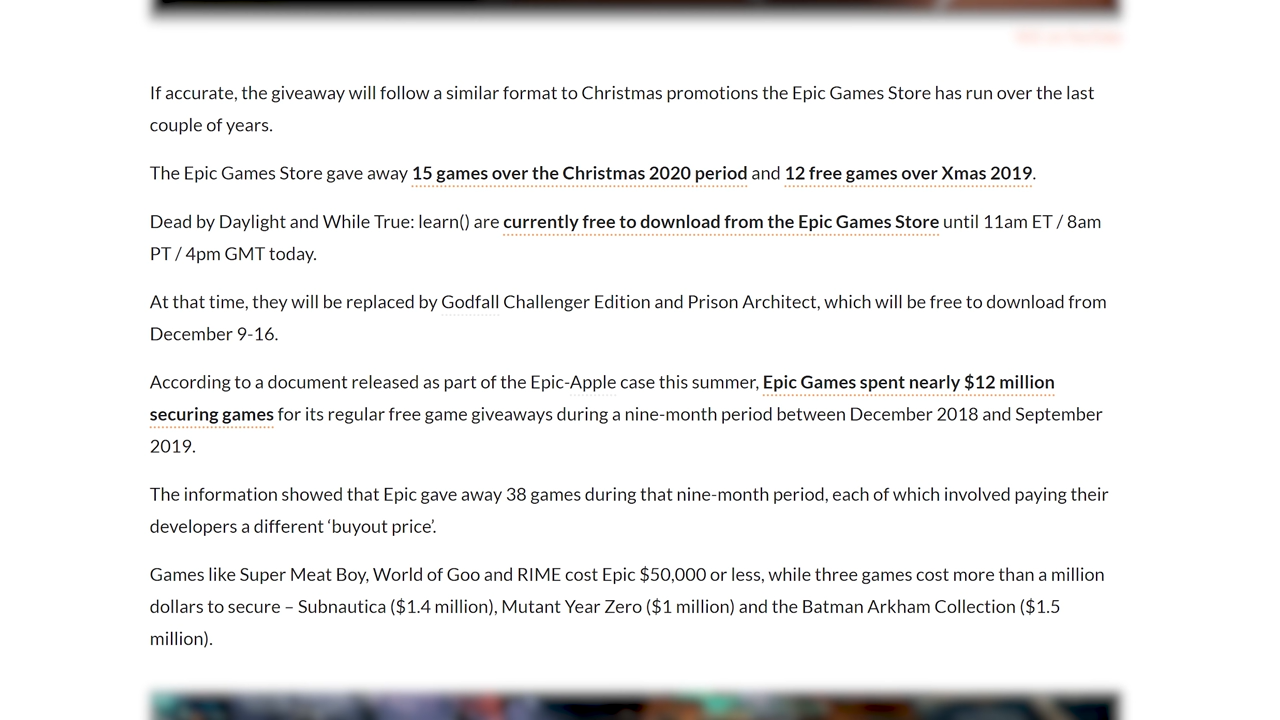 If accurate, the giveaway will follow a similar format to Christmas promotions the Epic Games Store has run over the last
couple of years.
The Epic Games Store gave away 15 games over the Christmas 2020 period and 12 free games over Xmas 2019.
Dead by Daylight and While True: learn() are currently free to download from the Epic Games Store until 11am ET / 8am
PT / 4pm GMT today.
At that time, they will be replaced by Godfall Challenger Edition and Prison Architect, which will be free to download from
December 9-16.
According to a document released as part of the Epic-Apple case this summer, Epic Games spent nearly $12 million
securing games for its regular free game giveaways during a nine-month period between December 2018 and September
2019.
The information showed that Epic gave away 38 games during that nine-month period, each of which involved paying their
developers a different ‘buyout price’.
Games like Super Meat Boy, World of Goo and RIME cost Epic $50,000 or less, while three games cost more than a million
dollars to secure – Subnautica ($1.4 million), Mutant Year Zero ($1 million) and the Batman Arkham Collection ($1.5
million).